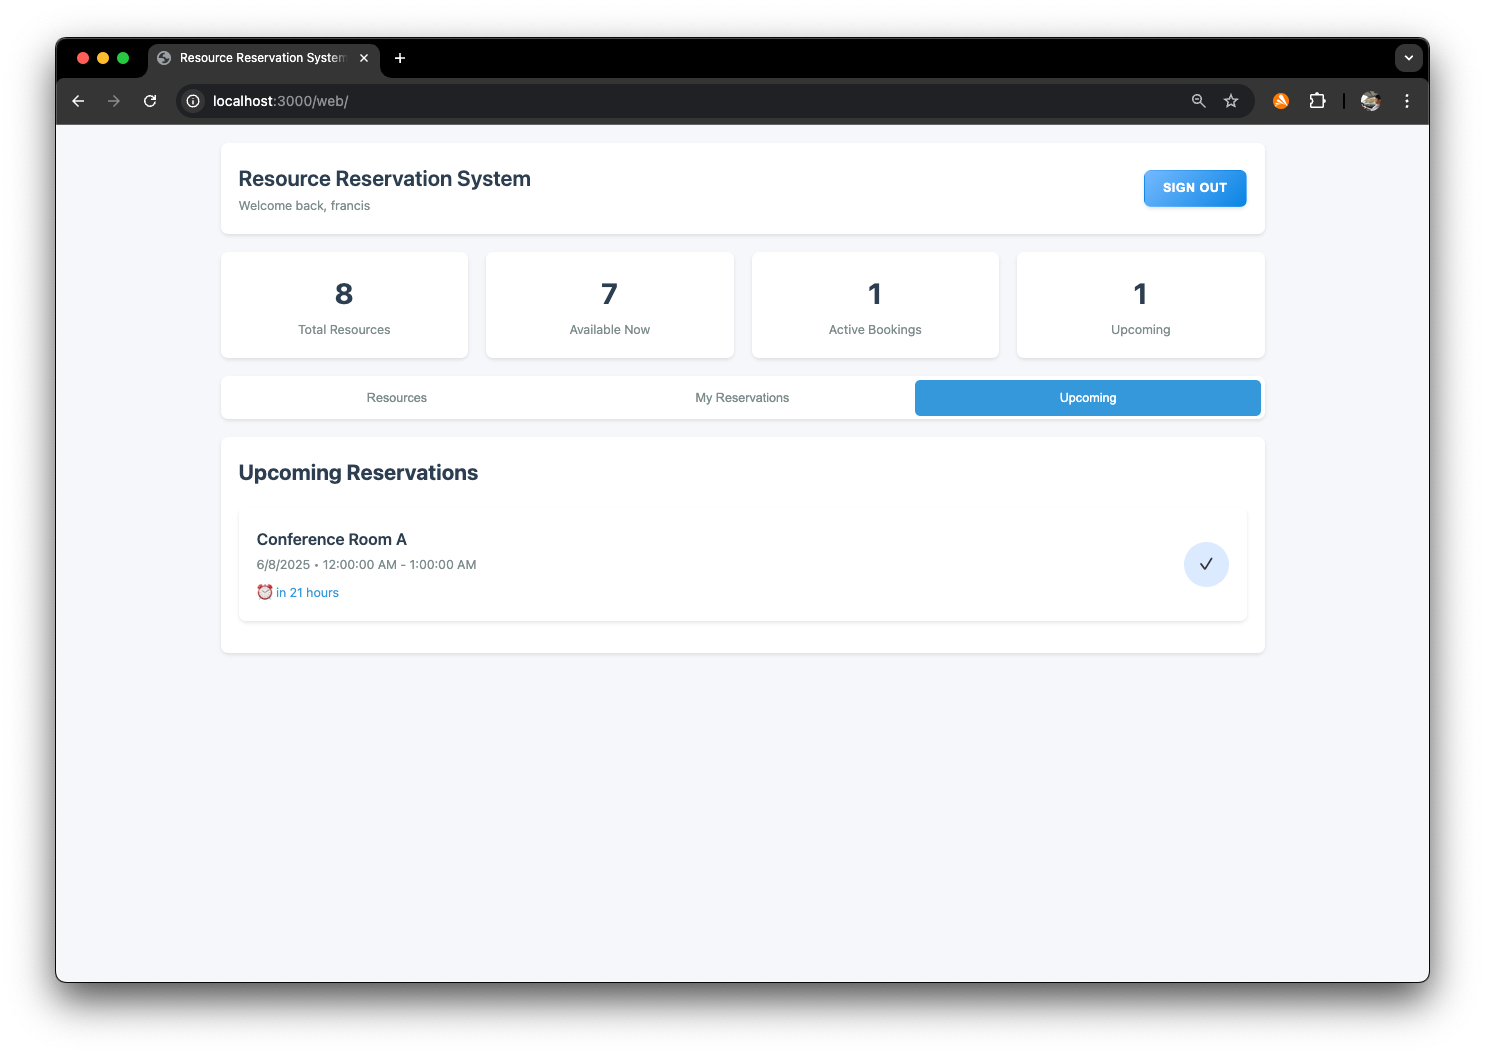 Resource Reservation System
localhost:3000/web/
Resource Reservation System
Welcome back, francis
SIGN OUT
8
Total Resources
7
Available Now
1
Active Bookings
1
Upcoming
Resources
My Reservations
Upcoming
Upcoming Reservations
Conference Room A
6/8/2025 • 12:00:00 AM - 1:00:00 AM
⏰ in 21 hours